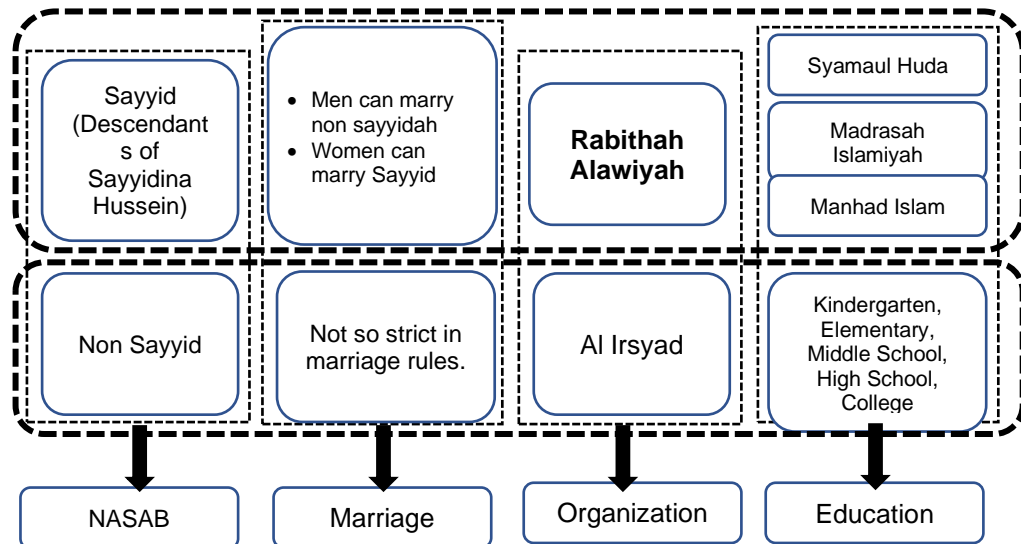 Sayyid
(Descendant
s of
Sayyidina
Hussein)
• Men can marry
non sayyidah
• Women can
marry Sayyid
Rabithah
Alawiyah
Syamaul Huda
Madrasah
Islamiyah
Manhad Islam
Non Sayyid
Not so strict in
marriage rules.
Al Irsyad
Kindergarten,
Elementary,
Middle School,
High School,
College
NASAB
Marriage
Organization
Education